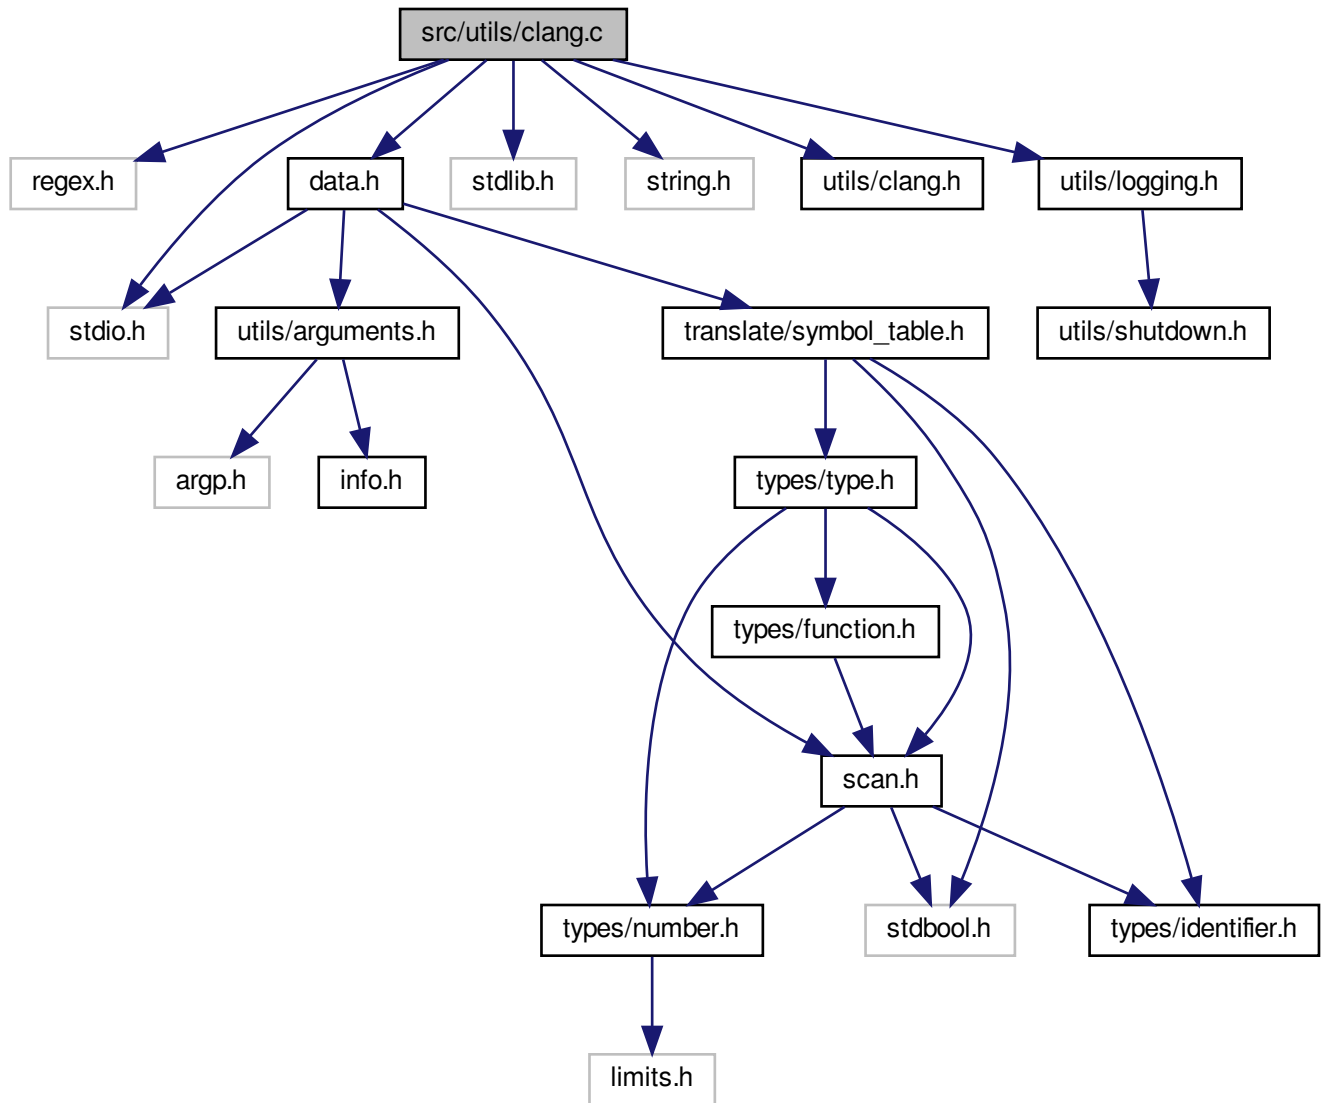 src/utils/clang.c
regex.h
data.h
stdlib.h
string.h
utils/clang.h
utils/logging.h
stdio.h
utils/arguments.h
translate/symbol_table.h
utils/shutdown.h
argp.h
info.h
types/type.h
types/function.h
scan.h
types/number.h
stdbool.h
types/identifier.h
limits.h